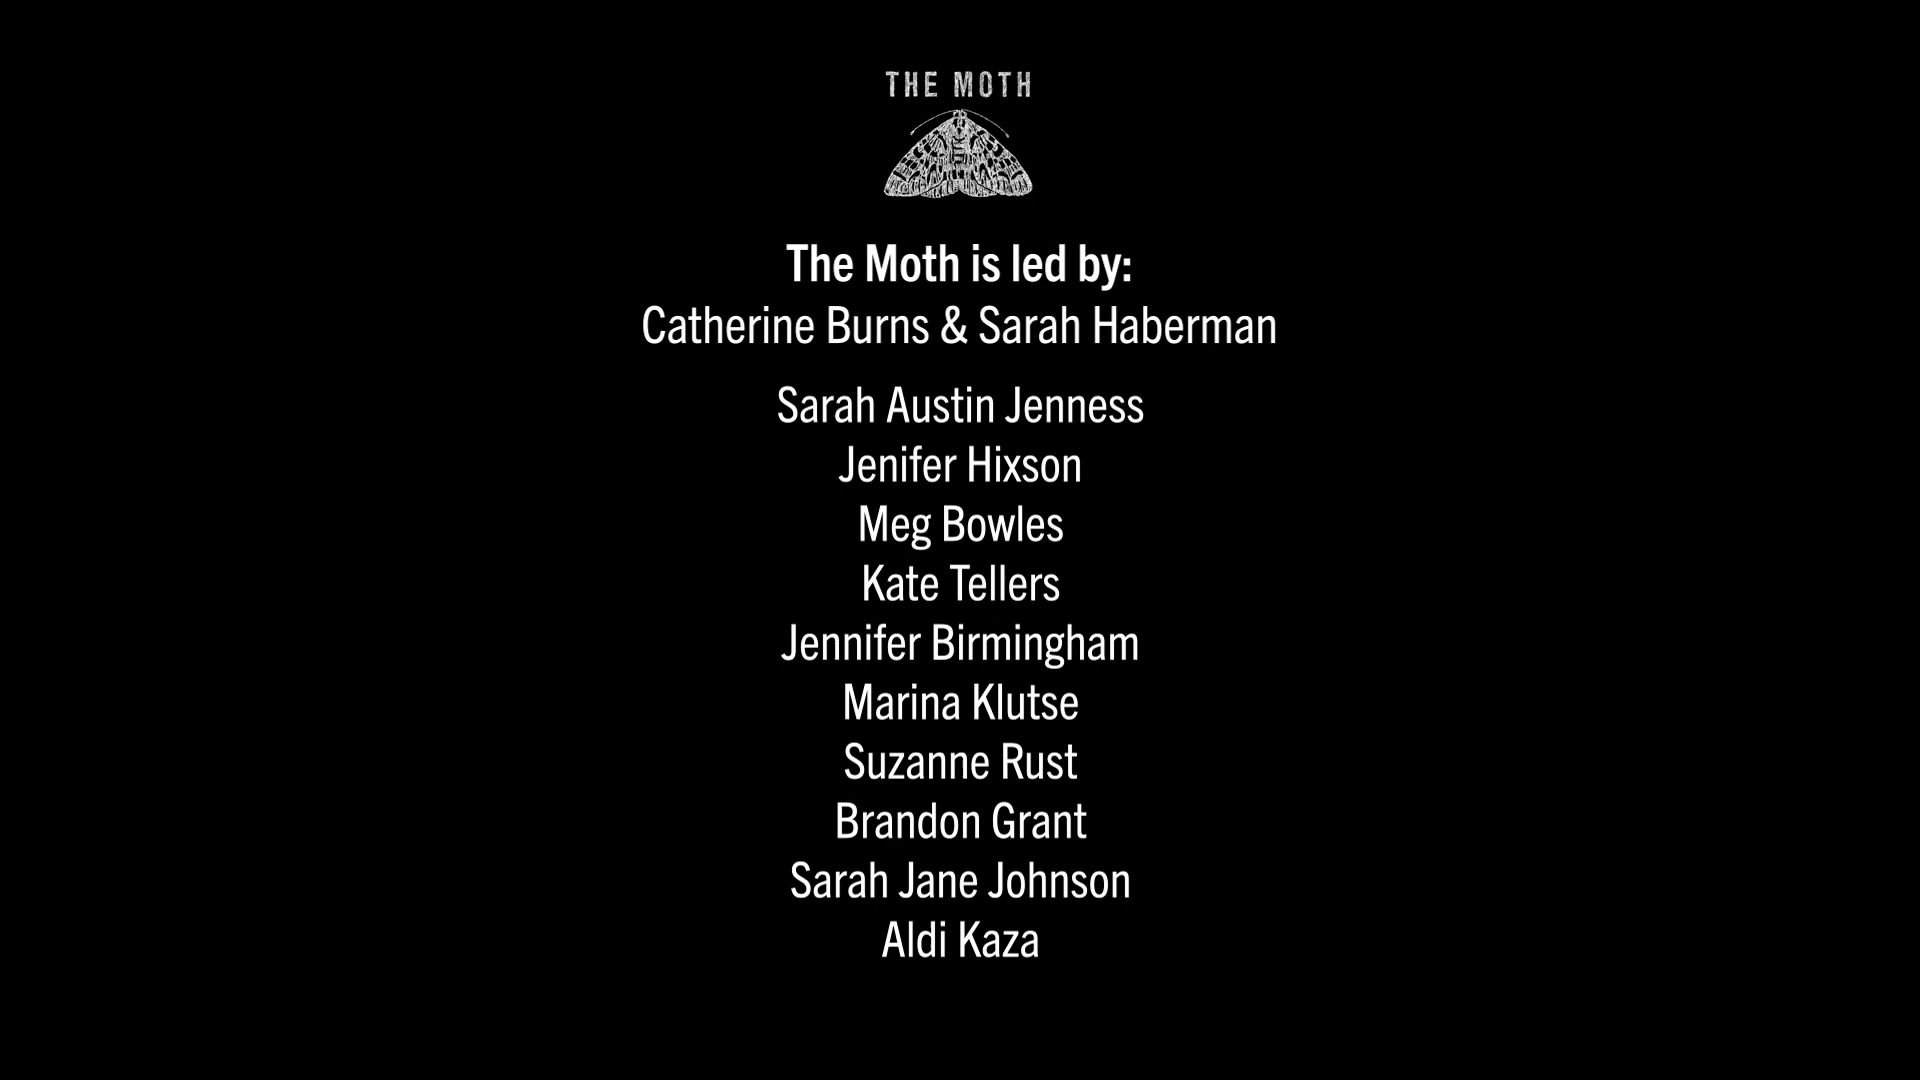 THE MOTH
The Moth is led by:
Catherine Burns & Sarah Haberman
Sarah Austin Jenness
Jenifer Hixson
Meg Bowles
Kate Tellers
Jennifer Birmingham
Marina Klutse
Suzanne Rust
Brandon Grant
Sarah Jane Johnson
Aldi Kaza